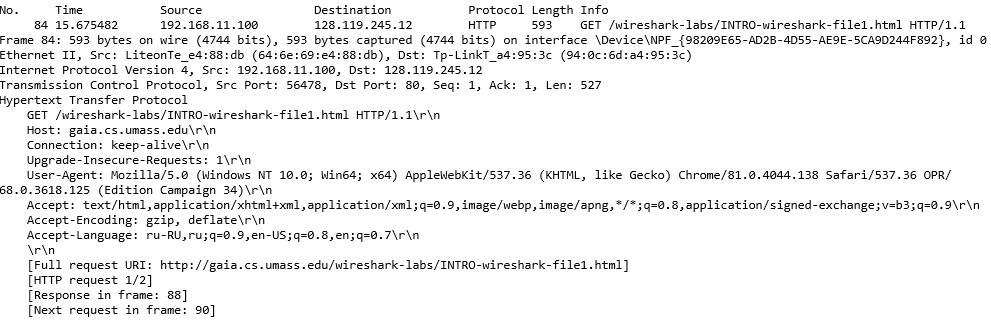 No.     Time           Source                Destination           Protocol Length Info
     84 15.675482      192.168.11.100        128.119.245.12        HTTP     593    GET /wireshark-labs/INTRO-wireshark-file1.html HTTP/1.1
Frame 84: 593 bytes on wire (4744 bits), 593 bytes captured (4744 bits) on interface \Device\NPF_{98209E65-AD2B-4D55-AE9E-5CA9D244F892}, id 0
Ethernet II, Src: LiteonTe_e4:88:db (64:6e:69:e4:88:db), Dst: Tp-LinkT_a4:95:3c (94:0c:6d:a4:95:3c)
Internet Protocol Version 4, Src: 192.168.11.100, Dst: 128.119.245.12
Transmission Control Protocol, Src Port: 56478, Dst Port: 80, Seq: 1, Ack: 1, Len: 527
Hypertext Transfer Protocol
    GET /wireshark-labs/INTRO-wireshark-file1.html HTTP/1.1\r\n
    Host: gaia.cs.umass.edu\r\n
    Connection: keep-alive\r\n
    Upgrade-Insecure-Requests: 1\r\n
    User-Agent: Mozilla/5.0 (Windows NT 10.0; Win64; x64) AppleWebKit/537.36 (KHTML, like Gecko) Chrome/81.0.4044.138 Safari/537.36 OPR/
68.0.3618.125 (Edition Campaign 34)\r\n
    Accept: text/html,application/xhtml+xml,application/xml;q=0.9,image/webp,image/apng,*/*;q=0.8,application/signed-exchange;v=b3;q=0.9\r\n
    Accept-Encoding: gzip, deflate\r\n
    Accept-Language: ru-RU,ru;q=0.9,en-US;q=0.8,en;q=0.7\r\n
    \r\n
    [Full request URI: http://gaia.cs.umass.edu/wireshark-labs/INTRO-wireshark-file1.html]
    [HTTP request 1/2]
    [Response in frame: 88]
    [Next request in frame: 90]